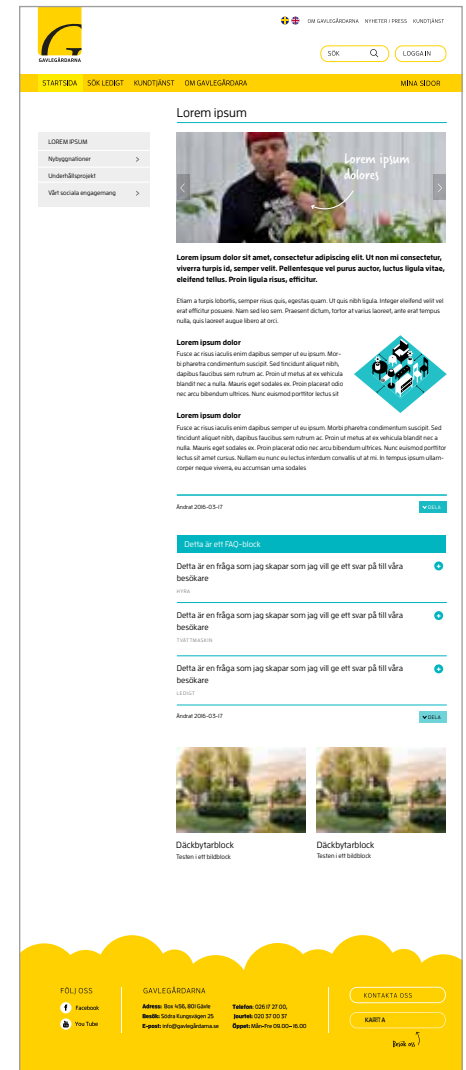 OM GAVLEGÅRDARNA NYHETER I PRESS KUNDTJÄNST
GAVLEGÅRDARNA
SÖK
LOGGA IN
STARTSIDA SÖK LEDIGT KUNDTJÄNST OM GAVLEGÅRDARA MINA SIDOR
Lorem ipsum
LOREM IPSUM
Nybyggnationer >
Underhållsprojekt
Vårt sociala engagemang >
Lorem ipsum
dolores
Lorem ipsum dolor sit amet, consectetur adipiscing elit. Ut non mi consectetur,
viverra turpis id, semper velit. Pellentesque vel purus auctor, luctus ligula vitae,
eleifend tellus. Proin ligula risus, efficitur.
Etiam a turpis lobortis, semper risus quis, egestas quam. Ut quis nibh ligula. Integer eleifend velit vel
erat efficitur posuere. Nam sed leo sem. Praesent dictum, tortor at varius laoreet, ante erat tempus
nulla, quis laoreet augue libero at orci.
Lorem ipsum dolor
Fusce ac risus iaculis enim dapibus semper ut eu ipsum. Mor-
bi pharetra condimentum suscipit. Sed tincidunt aliquet nibh,
dapibus faucibus sem rutrum ac. Proin ut metus at ex vehicula
blandit nec a nulla. Mauris eget sodales ex. Proin placerat odio
nec arcu bibendum ultrices. Nunc euismod porttitor lectus sit
Lorem ipsum dolor
Fusce ac risus iaculis enim dapibus semper ut eu ipsum. Morbi pharetra condimentum suscipit. Sed
tincidunt aliquet nibh, dapibus faucibus sem rutrum ac. Proin ut metus at ex vehicula blandit nec a
nulla. Mauris eget sodales ex. Proin placerat odio nec arcu bibendum ultrices. Nunc euismod porttitor
lectus sit amet cursus. Nullam eu nunc eu lectus interdum convallis ut at mi. In tempus ipsum ullam-
corper neque viverra, eu accumsan urna sodales
Ändrat 2016-03-17 DELA
Detta är ett FAQ-block
Detta är en fråga som jag skapar som jag vill ge ett svar på till våra
besökare
HYRA
Detta är en fråga som jag skapar som jag vill ge ett svar på till våra
besökare
TVÄTTMASKIN
Detta är en fråga som jag skapar som jag vill ge ett svar på till våra
besökare
LEDIGT
Ändrat 2016-03-17 DELA
Däckbytarblock
Testen i ett bildblock
Däckbytarblock
Testen i ett bildblock
FÖLJ OSS
Facebook
You Tube
GAVLEGÅRDARNA
Adress: Box 456, 801 Gävle
Besök: Södra Kungsvägen 25
E-post: info@gavlegårdarna.se
Telefon: 026 17 27 00,
Jourtel: 020 37 00 37
Öppet: Mån-Fre 09.00-16.00
KONTAKTA OSS
KARTA
Besök oss